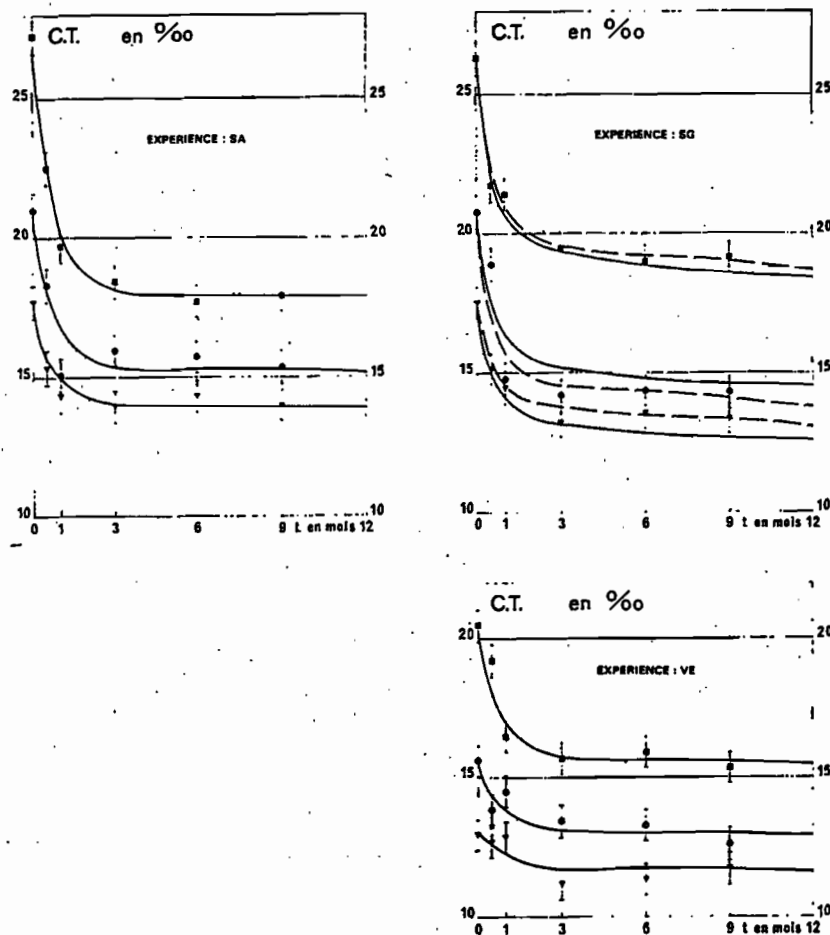 C.T. en ‰
25 25
EXPERIENCE : SA
20 20
15 15
10 10
0 1 3 6 9 t en mois 12
C.T. en ‰
25 25
EXPERIENCE : SG
20 20
15 15
10 10
0 1 3 6 9 t en mois 12
C.T. en ‰
20 20
EXPERIENCE : VE
15 15
10 10
0 1 3 6 9 t en mois 12